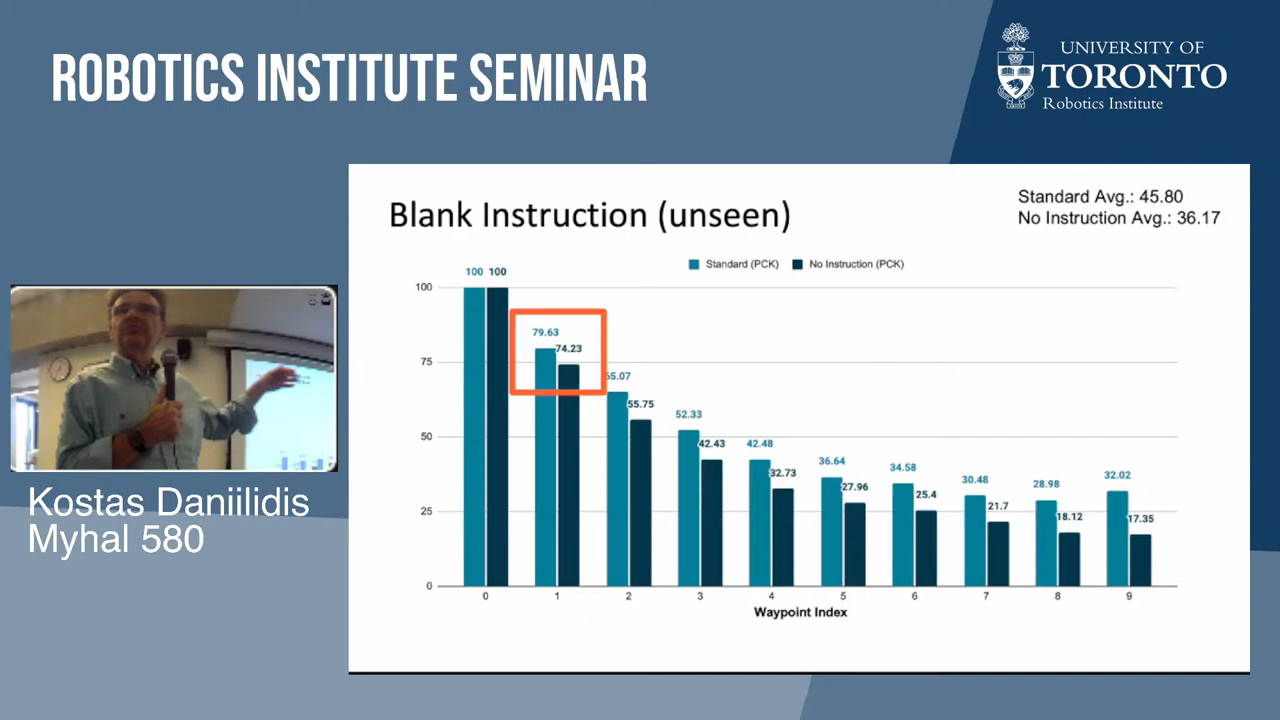 ROBOTICS INSTITUTE SEMINAR
UNIVERSITY OF
TORONTO
Robotics Institute
Blank Instruction (unseen)
Standard Avg.: 45.80
No Instruction Avg.: 36.17
Standard (PCK) No Instruction (PCK)
100 100
100
79.63
74.23
75
65.07
55.75
52.33
50
42.43
42.48
32.73
36.64
27.96
34.58
25.4
30.48
21.7
28.98
18.12
32.02
17.35
25
0
0 1 2 3 4 5 6 7 8 9
Waypoint Index
Kostas Daniilidis
Myhal 580